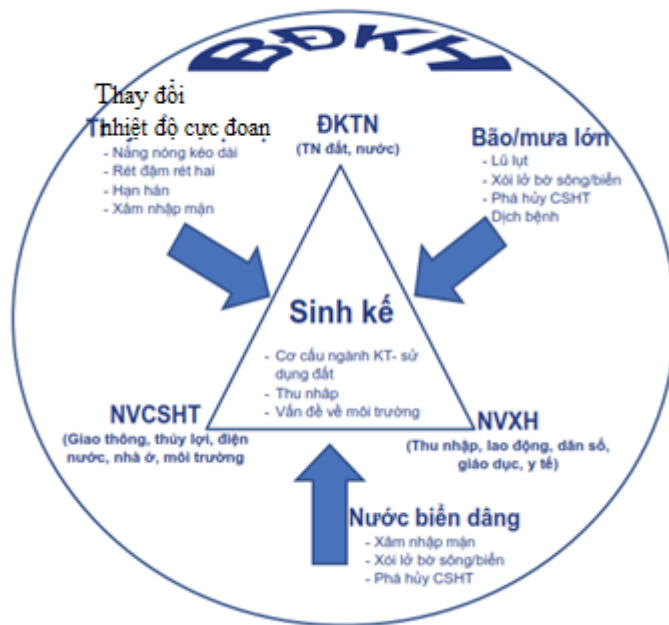 BĐKH
Thay đổi
nhiệt độ cực đoan
- Nắng nóng kéo dài
- Rét đậm rét hai
- Hạn hán
- Xâm nhập mặn
ĐKTN
(TN đất, nước)
Bão/mưa lớn
- Lũ lụt
- Xói lở bờ sông/biển
- Phá hủy CSHT
- Dịch bệnh
Sinh kế
- Cơ cấu ngành KT- sử
dụng đất
- Thu nhâp
- Vấn đề về môi trường
NVCSHT
(Giao thông, thủy lợi, điện
nước, nhà ở, môi trường
NVXH
(Thu nhập, lao động, dân số,
giáo dục, y tế)
Nước biển dâng
- Xâm nhập mặn
- Xói lở bờ sông/biển
- Phá hủy CSHT